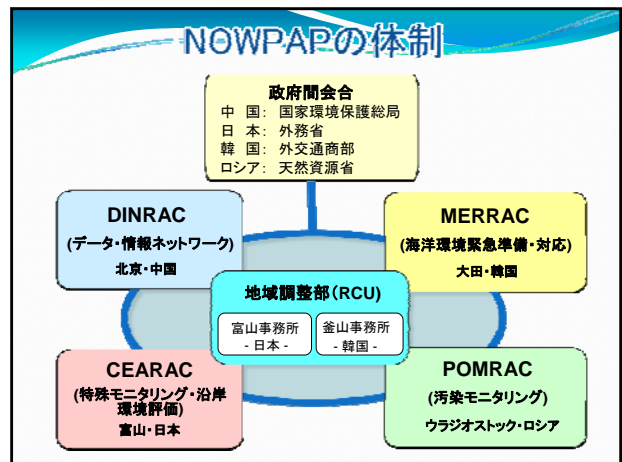 NOWPAPの体制
政府間会合
中　国： 国家環境保護総局
日　本： 外務省
韓　国： 外交通商部
ロシア： 天然資源省
DINRAC
(データ・情報ネットワーク)
北京・中国
MERRAC
(海洋環境緊急準備・対応)
大田・韓国
地域調整部(RCU)
富山事務所
- 日本 -
釜山事務所
- 韓国 -
CEARAC
(特殊モニタリング・沿岸
環境評価)
富山・日本
POMRAC
(汚染モニタリング)
ウラジオストック・ロシア